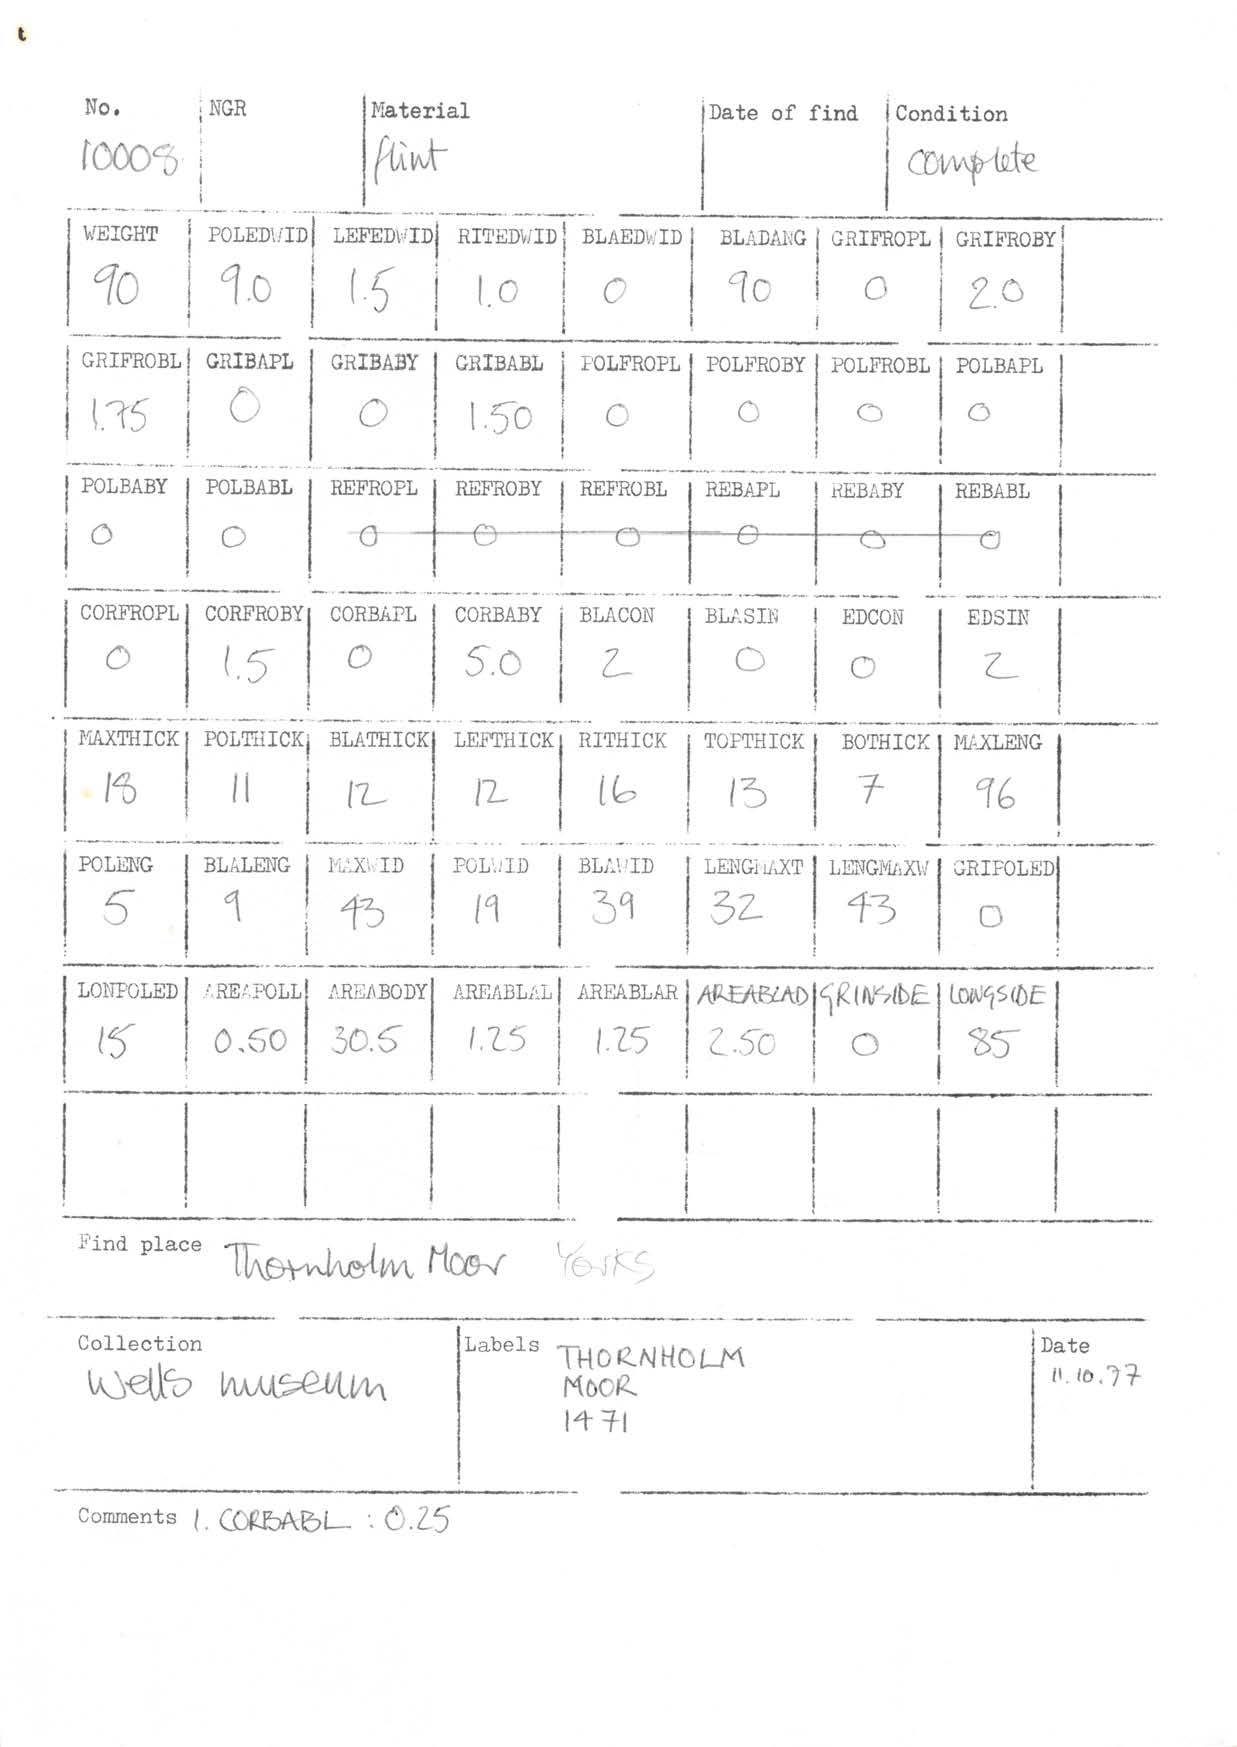 t
No. NGR Material Date of find Condition
10008 flint complete
WEIGHT POLEDWID LEFEDWID RITEDWID BLAEDWID BLADANG GRIFROPL GRIFROBY
90 9.0 1.5 1.0 0 90 0 2.0
GRIFROBL GRIBAPL GRIBABY GRIBABL POLFROPL POLFROBY POLFROBL POLBAPL
1.75 0 0 1.50 0 0 0 0
POLBABY POLBABL REFROPL REFROBY REFROBL REBAPL REBABY REBABL
0 0 0 0 0 0 0 0
CORFROPL CORFROBY CORBAPL CORBABY BLACON BLASIN EDCON EDSIN
0 1.5 0 5.0 2 0 0 2
MAXTHICK POLTHICK BLATHICK LEFTHICK RITHICK TOPTHICK BOTHICK MAXLENG
18 11 12 12 16 13 7 96
POLENG BLALENG MAXWID POLWID BLAWID LENGMAXT LENGMAXW GRIPOLED
5 9 43 19 39 32 43 0
LONPOLED AREAPOLL AREABODY AREABLAL AREABLAR AREABLAD GRINSIDE LONGSIDE
15 0.50 30.5 1.25 1.25 2.50 0 85
Find place Thornholm Moor Yorks
Collection Labels THORNHOLM Date
Wells museum MOOR 11.10.77
1471
Comments 1. CORBABL : 0.25